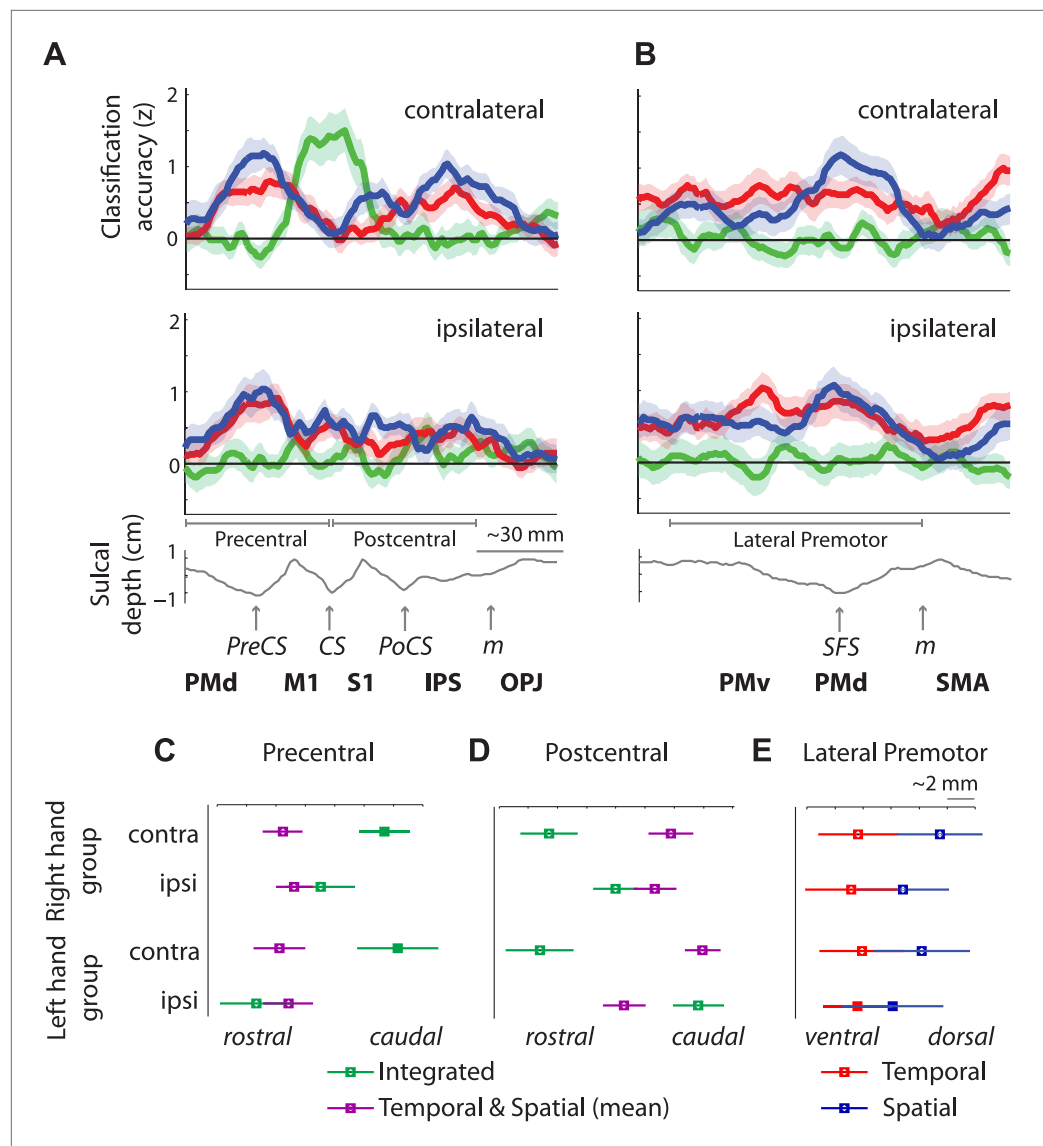 A
B
2
1
0
Classification
accuracy (z)
contralateral
contralateral
2
1
0
ipsilateral
ipsilateral
Precentral
Postcentral
~30 mm
Lateral Premotor
Sulcal
depth (cm)
1
−1
PreCS
CS
PoCS
m
SFS
m
PMd
M1
S1
IPS
OPJ
PMv
PMd
SMA
C
Precentral
D
Postcentral
E
Lateral Premotor
~2 mm
Right hand
group
contra
ipsi
Left hand
group
contra
ipsi
rostral
caudal
rostral
caudal
ventral
dorsal
Integrated
Temporal
Temporal & Spatial (mean)
Spatial